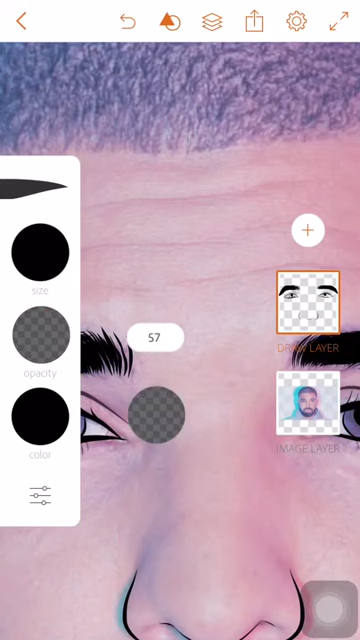 size
57
DRAW LAYER
opacity
color
IMAGE LAYER